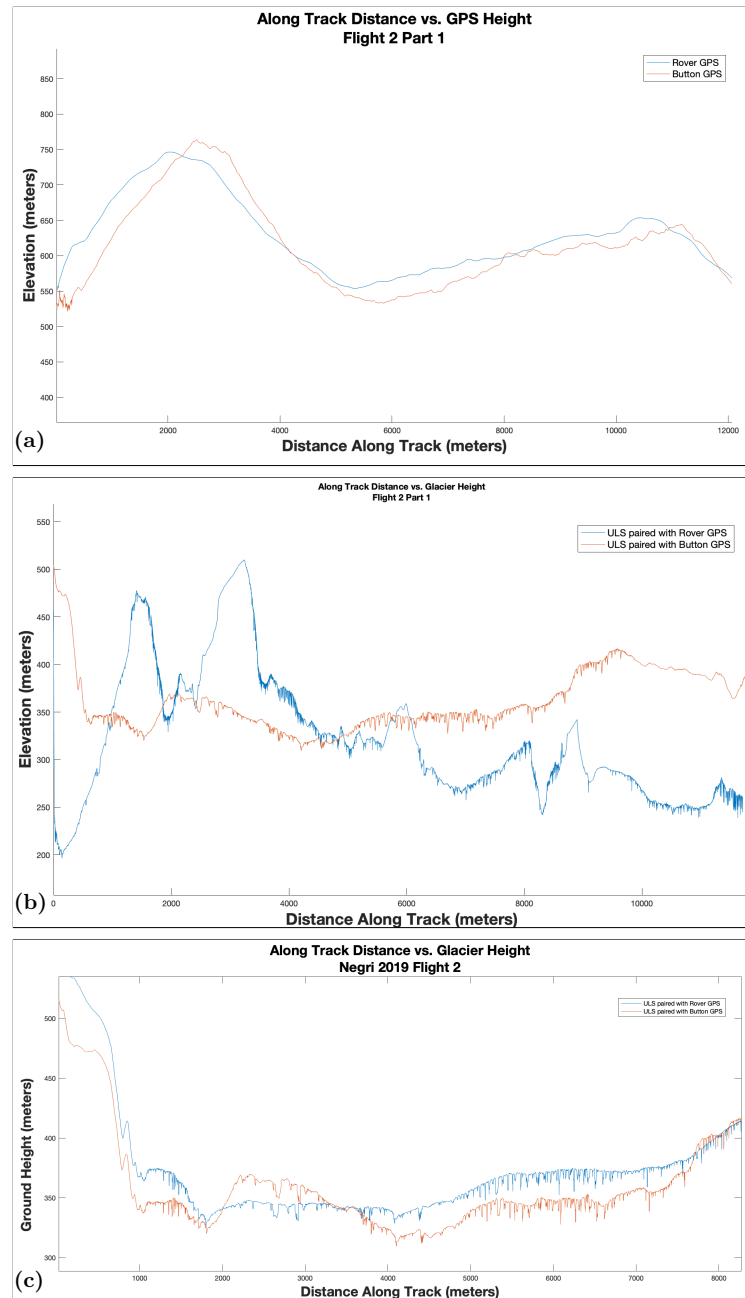 Along Track Distance vs. GPS Height
Flight 2 Part 1
Rover GPS
Button GPS
850
800
750
700
650
600
550
500
450
400
Elevation (meters)
2000 4000 6000 8000 10000 12000
Distance Along Track (meters)
(a)
Along Track Distance vs. Glacier Height
Flight 2 Part 1
ULS paired with Rover GPS
ULS paired with Button GPS
550
500
450
400
350
300
250
200
Elevation (meters)
0 2000 4000 6000 8000 10000
Distance Along Track (meters)
(b)
Along Track Distance vs. Glacier Height
Negri 2019 Flight 2
ULS paired with Rover GPS
ULS paired with Button GPS
500
450
400
350
300
Ground Height (meters)
1000 2000 3000 4000 5000 6000 7000 8000
Distance Along Track (meters)
(c)